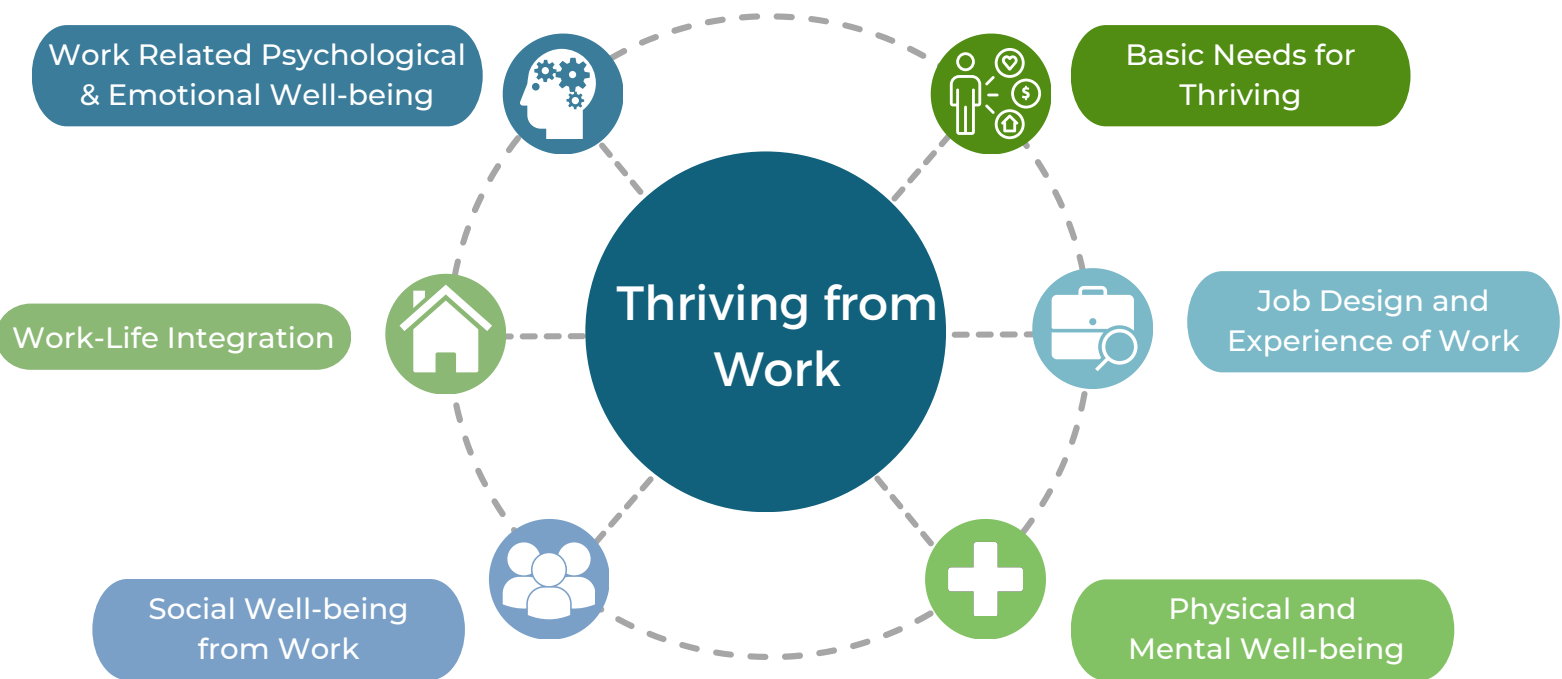 Work Related Psychological
& Emotional Well-being
Basic Needs for
Thriving
Thriving from
Work
Work-Life Integration
Job Design and
Experience of Work
Social Well-being
from Work
Physical and
Mental Well-being
$